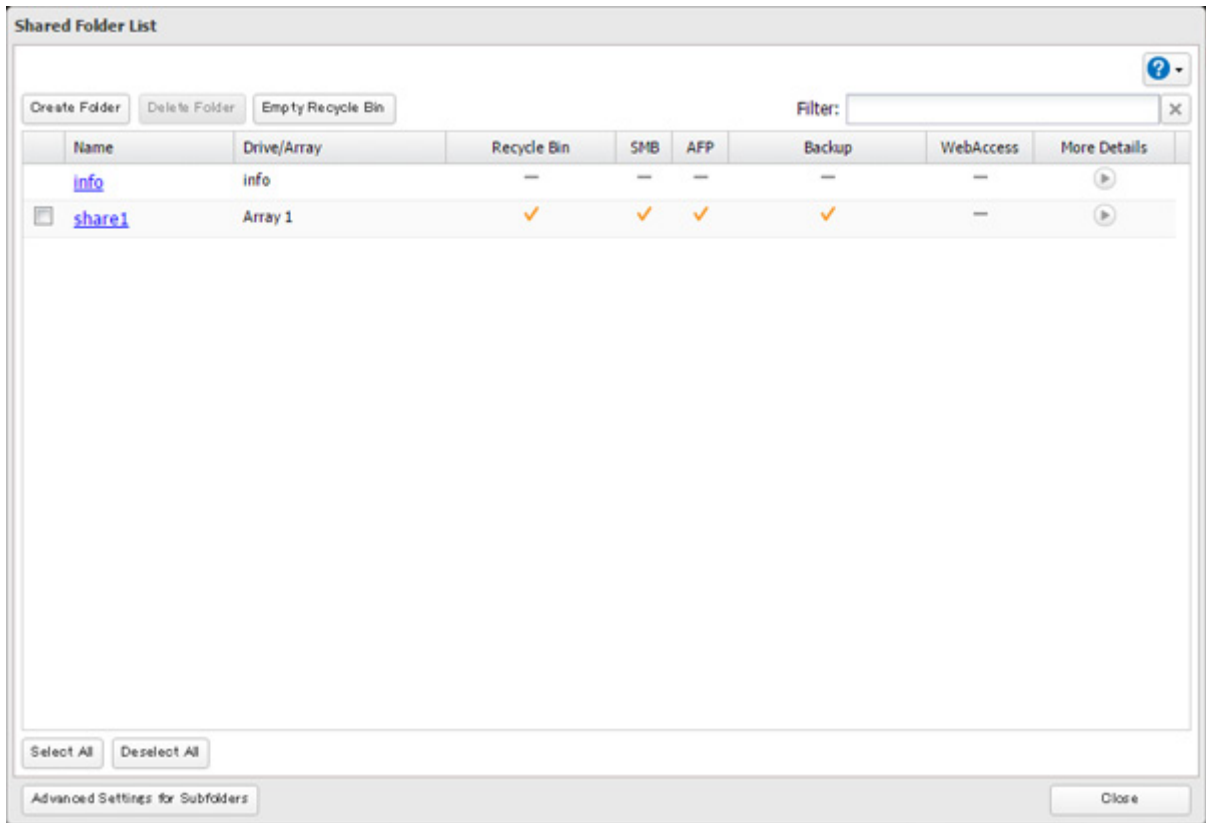 Shared Folder List
Create Folder Delete Folder Empty Recycle Bin Filter:
Name Drive/Array Recycle Bin SMB AFP Backup WebAccess More Details
info info
share1 Array 1
Select All Deselect All
Advanced Settings for Subfolders Close